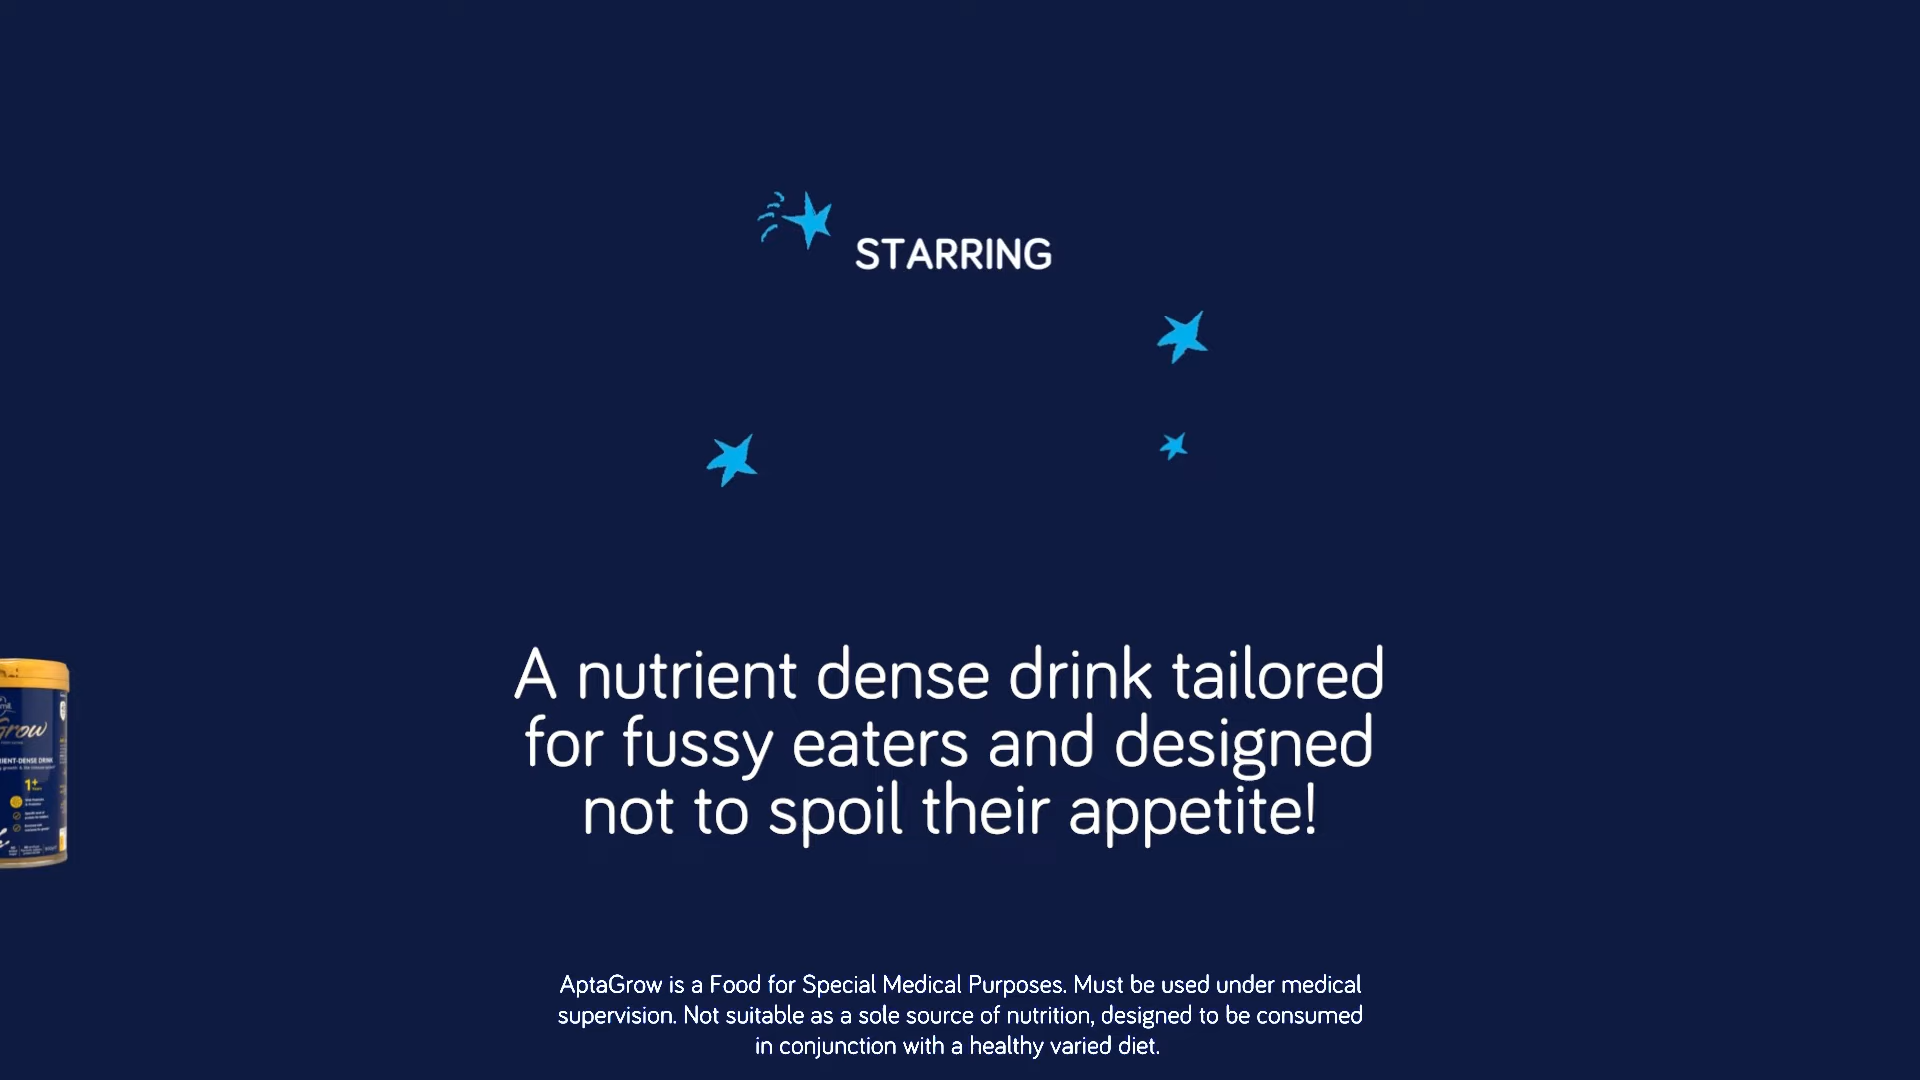 STARRING
A nutrient dense drink tailored
for fussy eaters and designed
not to spoil their appetite!
Grow
1+
AptaGrow is a Food for Special Medical Purposes. Must be used under medical
supervision. Not suitable as a sole source of nutrition, designed to be consumed
in conjunction with a healthy varied diet.